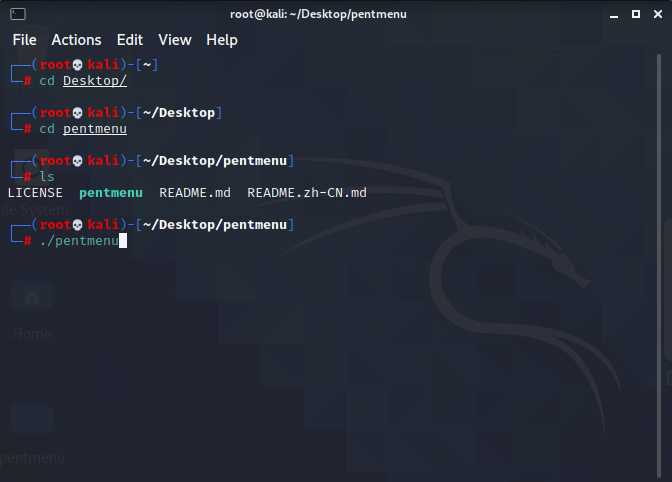 root@kali: ~/Desktop/pentmenu
File Actions Edit View Help
┌──(root💀kali)-[~]
└─# cd Desktop/
┌──(root💀kali)-[~/Desktop]
└─# cd pentmenu
┌──(root💀kali)-[~/Desktop/pentmenu]
└─# ls
LICENSE pentmenu README.md README.zh-CN.md
┌──(root💀kali)-[~/Desktop/pentmenu]
└─# ./pentmenu
File System
Home
pentmenu